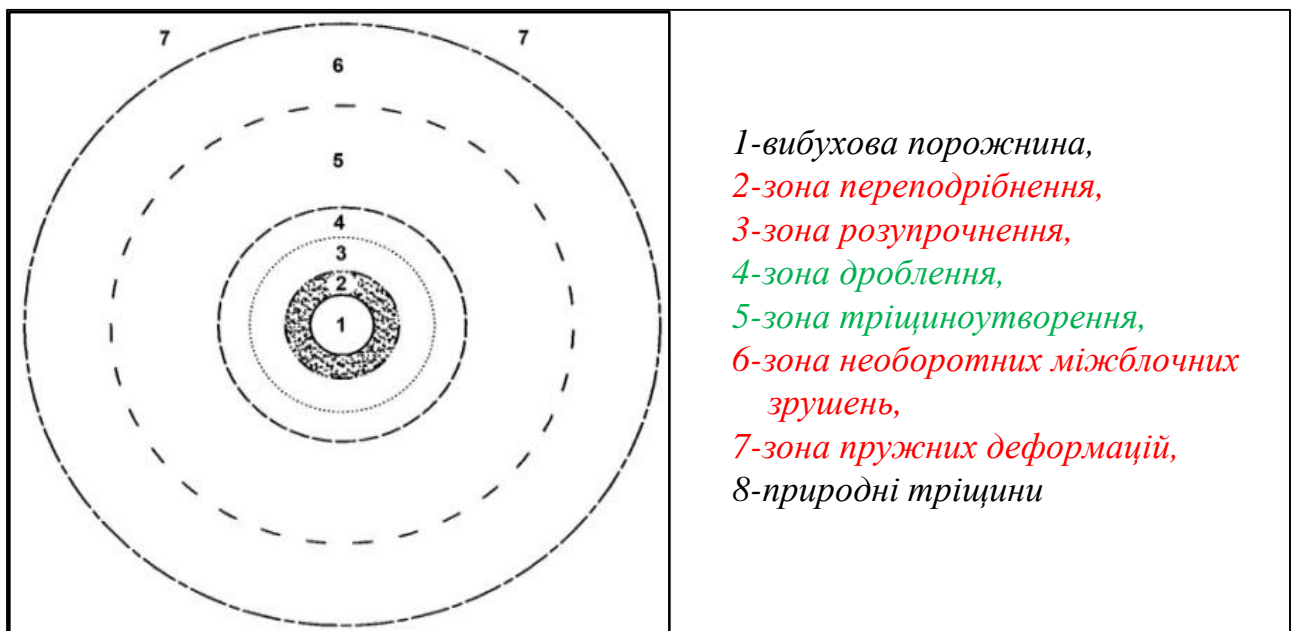 7 7
6
5
4
3
2
1
1-вибухова порожнина,
2-зона переподрібнення,
3-зона розупрочнення,
4-зона дроблення,
5-зона тріщиноутворення,
6-зона необоротних міжблочних
зрушень,
7-зона пружних деформацій,
8-природні тріщини